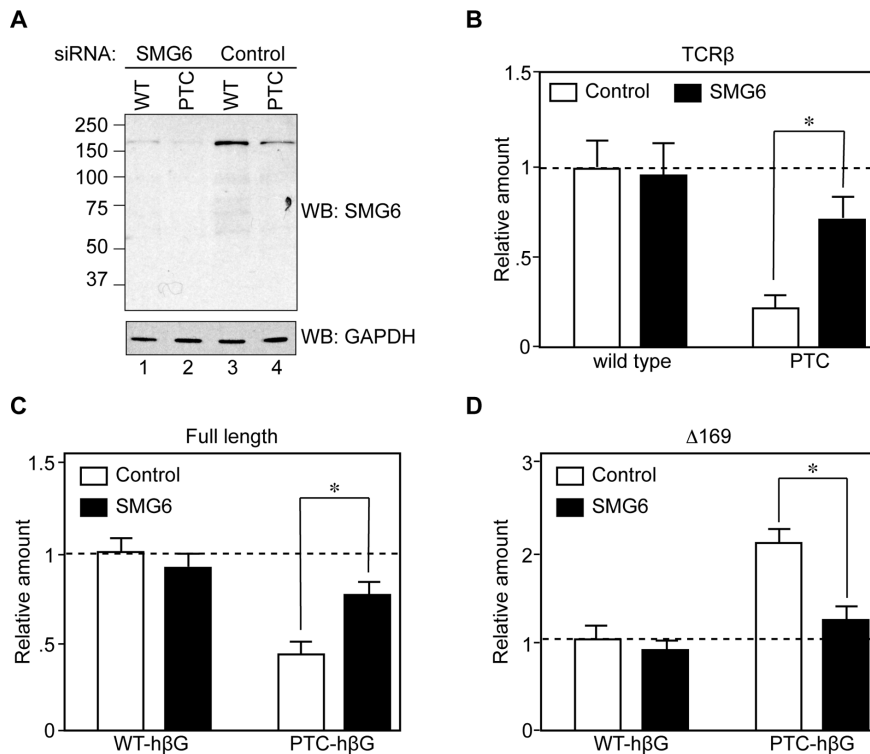 A
siRNA: SMG6 Control
WT PTC WT PTC
250
150
100
75
50
37
WB: SMG6
WB: GAPDH
1 2 3 4
B
TCRβ
1.5
Control SMG6
*
1
.5
0
Relative amount
wild type PTC
C
Full length
1.5
Control
SMG6
*
1
.5
0
Relative amount
WT-hβG PTC-hβG
D
Δ169
3
Control
SMG6
*
2
1
0
Relative amount
WT-hβG PTC-hβG